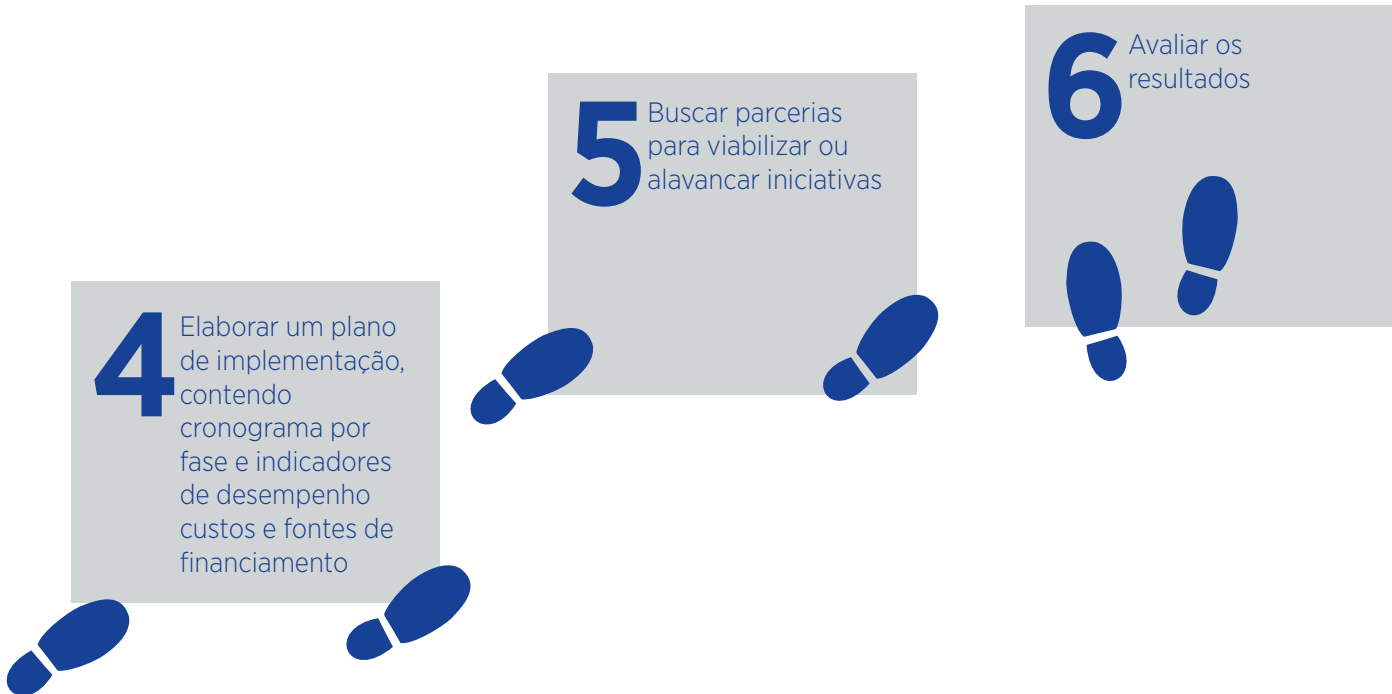 4
Elaborar um plano
de implementação,
contendo
cronograma por
fase e indicadores
de desempenho
custos e fontes de
financiamento
5
Buscar parcerias
para viabilizar ou
alavancar iniciativas
6
Avaliar os
resultados